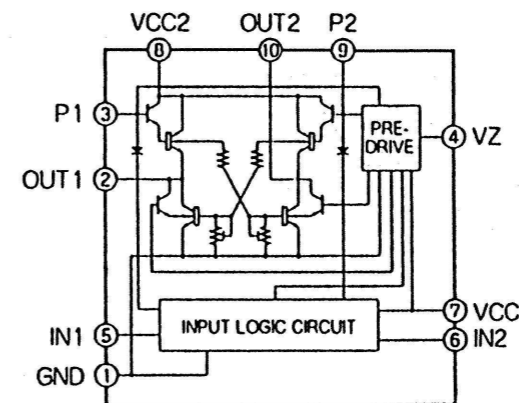 VCC2 OUT2 P2
8 10 9
P1 3
PRE-
DRIVE
4 VZ
OUT1 2
7 VCC
IN1 5
INPUT LOGIC CIRCUIT
6 IN2
GND 1